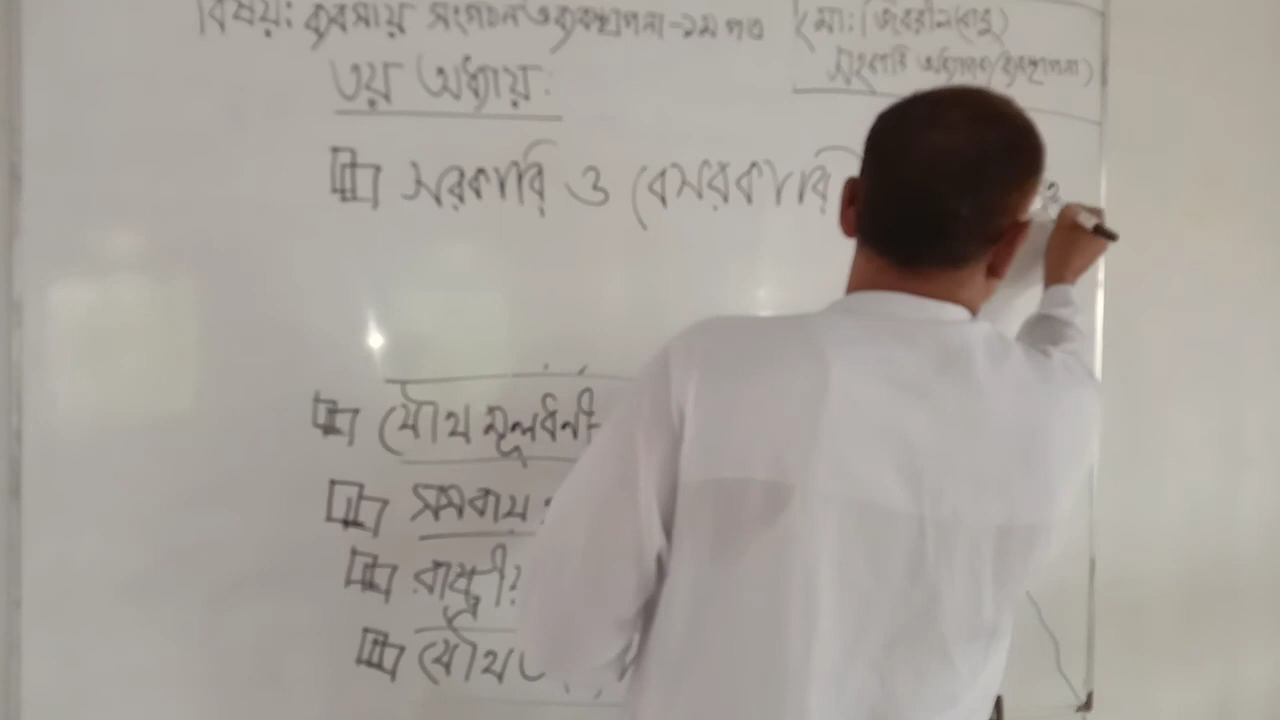 বিষয়: ব্যবসায় সংগঠন ও ব্যবস্থাপনা-১ম পত্র
সহকারি অধ্যাপক (ব্যবস্থাপনা)
৩য় অধ্যায়:
সরকারি ও বেসরকারি
যৌথ মূলধনী
সমবায়
রাষ্ট্রী
যৌথ